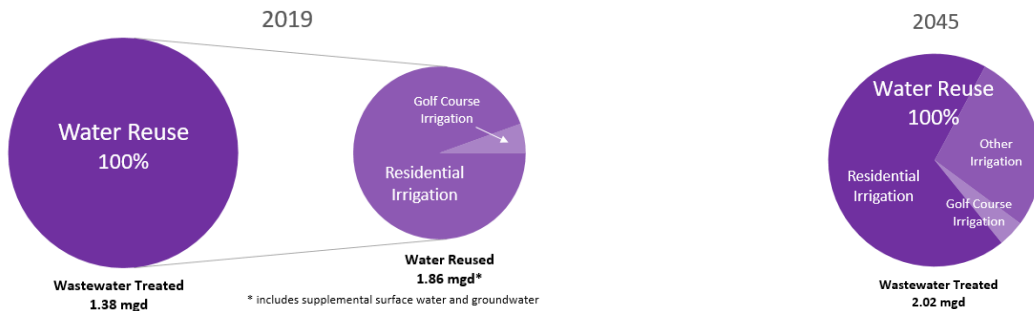 2019
Water Reuse
100%
Golf Course
Irrigation
Residential
Irrigation
Wastewater Treated
1.38 mgd
Water Reused
1.86 mgd*
* includes supplemental surface water and groundwater
2045
Water Reuse
100%
Other
Irrigation
Residential
Irrigation
Golf Course
Irrigation
Wastewater Treated
2.02 mgd